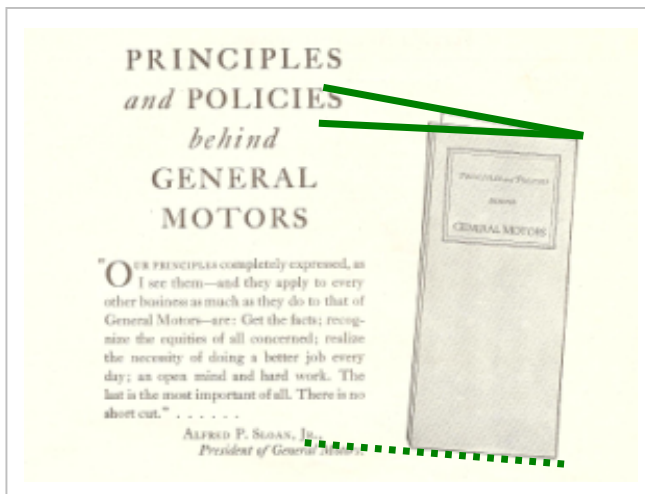 PRINCIPLES
and POLICIES
behind
GENERAL
MOTORS
"OUR PRINCIPLES completely expressed, as
I see them—and they apply to every
other business as much as they do to that of
General Motors—are: Get the facts; recog-
nize the equities of all concerned; realize
the necessity of doing a better job every
day; an open mind and hard work. The
last is the most important of all. There is no
short cut." . . . . . .
ALFRED P. SLOAN, JR.,
President of General Motors.
PRINCIPLES and POLICIES
BEHIND
GENERAL MOTORS